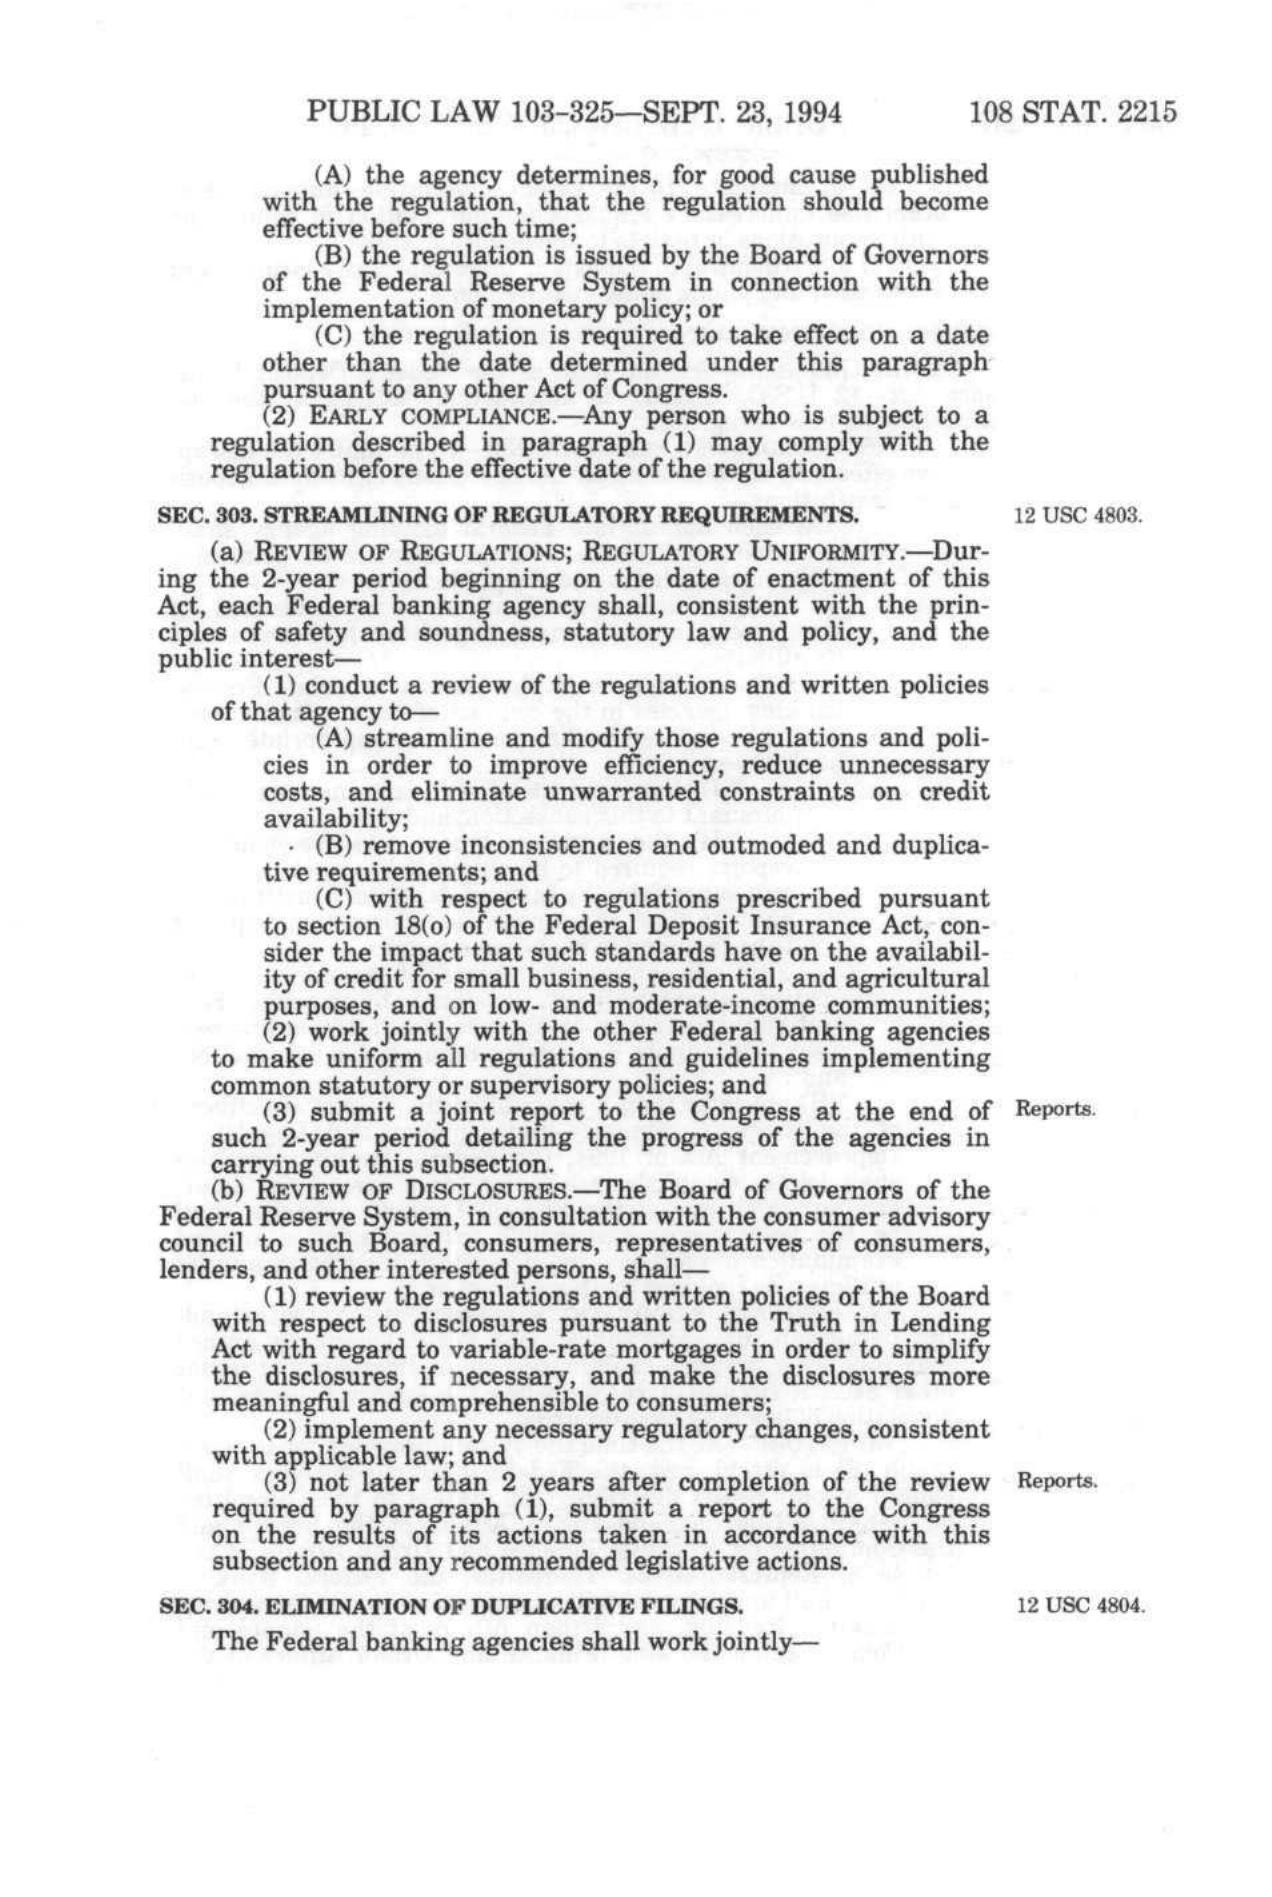 PUBLIC LAW 103–325—SEPT. 23, 1994 108 STAT. 2215
(A) the agency determines, for good cause published
with the regulation, that the regulation should become
effective before such time;
(B) the regulation is issued by the Board of Governors
of the Federal Reserve System in connection with the
implementation of monetary policy; or
(C) the regulation is required to take effect on a date
other than the date determined under this paragraph
pursuant to any other Act of Congress.
(2) EARLY COMPLIANCE.—Any person who is subject to a
regulation described in paragraph (1) may comply with the
regulation before the effective date of the regulation.
SEC. 303. STREAMLINING OF REGULATORY REQUIREMENTS. 12 USC 4803.
(a) REVIEW OF REGULATIONS; REGULATORY UNIFORMITY.—Dur-
ing the 2-year period beginning on the date of enactment of this
Act, each Federal banking agency shall, consistent with the prin-
ciples of safety and soundness, statutory law and policy, and the
public interest—
(1) conduct a review of the regulations and written policies
of that agency to—
(A) streamline and modify those regulations and poli-
cies in order to improve efficiency, reduce unnecessary
costs, and eliminate unwarranted constraints on credit
availability;
(B) remove inconsistencies and outmoded and duplica-
tive requirements; and
(C) with respect to regulations prescribed pursuant
to section 18(o) of the Federal Deposit Insurance Act, con-
sider the impact that such standards have on the availabil-
ity of credit for small business, residential, and agricultural
purposes, and on low- and moderate-income communities;
(2) work jointly with the other Federal banking agencies
to make uniform all regulations and guidelines implementing
common statutory or supervisory policies; and
(3) submit a joint report to the Congress at the end of Reports.
such 2-year period detailing the progress of the agencies in
carrying out this subsection.
(b) REVIEW OF DISCLOSURES.—The Board of Governors of the
Federal Reserve System, in consultation with the consumer advisory
council to such Board, consumers, representatives of consumers,
lenders, and other interested persons, shall—
(1) review the regulations and written policies of the Board
with respect to disclosures pursuant to the Truth in Lending
Act with regard to variable-rate mortgages in order to simplify
the disclosures, if necessary, and make the disclosures more
meaningful and comprehensible to consumers;
(2) implement any necessary regulatory changes, consistent
with applicable law; and
(3) not later than 2 years after completion of the review Reports.
required by paragraph (1), submit a report to the Congress
on the results of its actions taken in accordance with this
subsection and any recommended legislative actions.
SEC. 304. ELIMINATION OF DUPLICATIVE FILINGS. 12 USC 4804.
The Federal banking agencies shall work jointly—